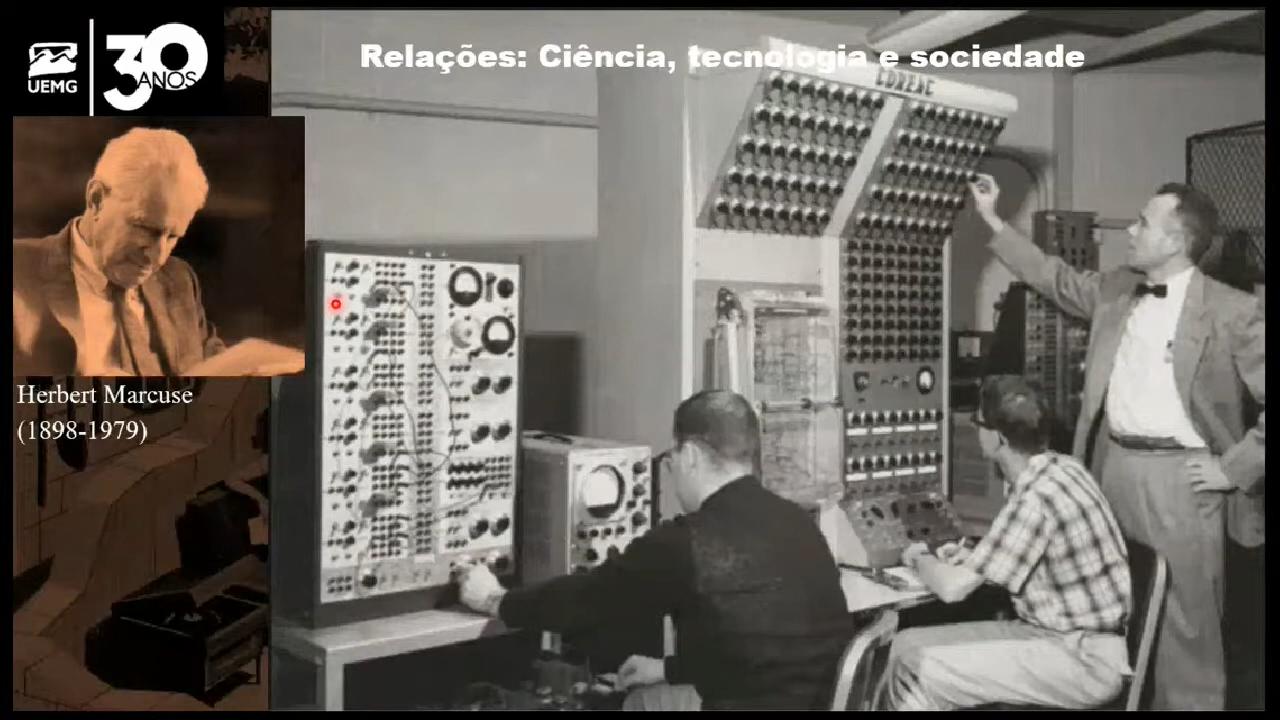 UEMG
30
ANOS
Relações: Ciência, tecnologia e sociedade
Herbert Marcuse
(1898-1979)